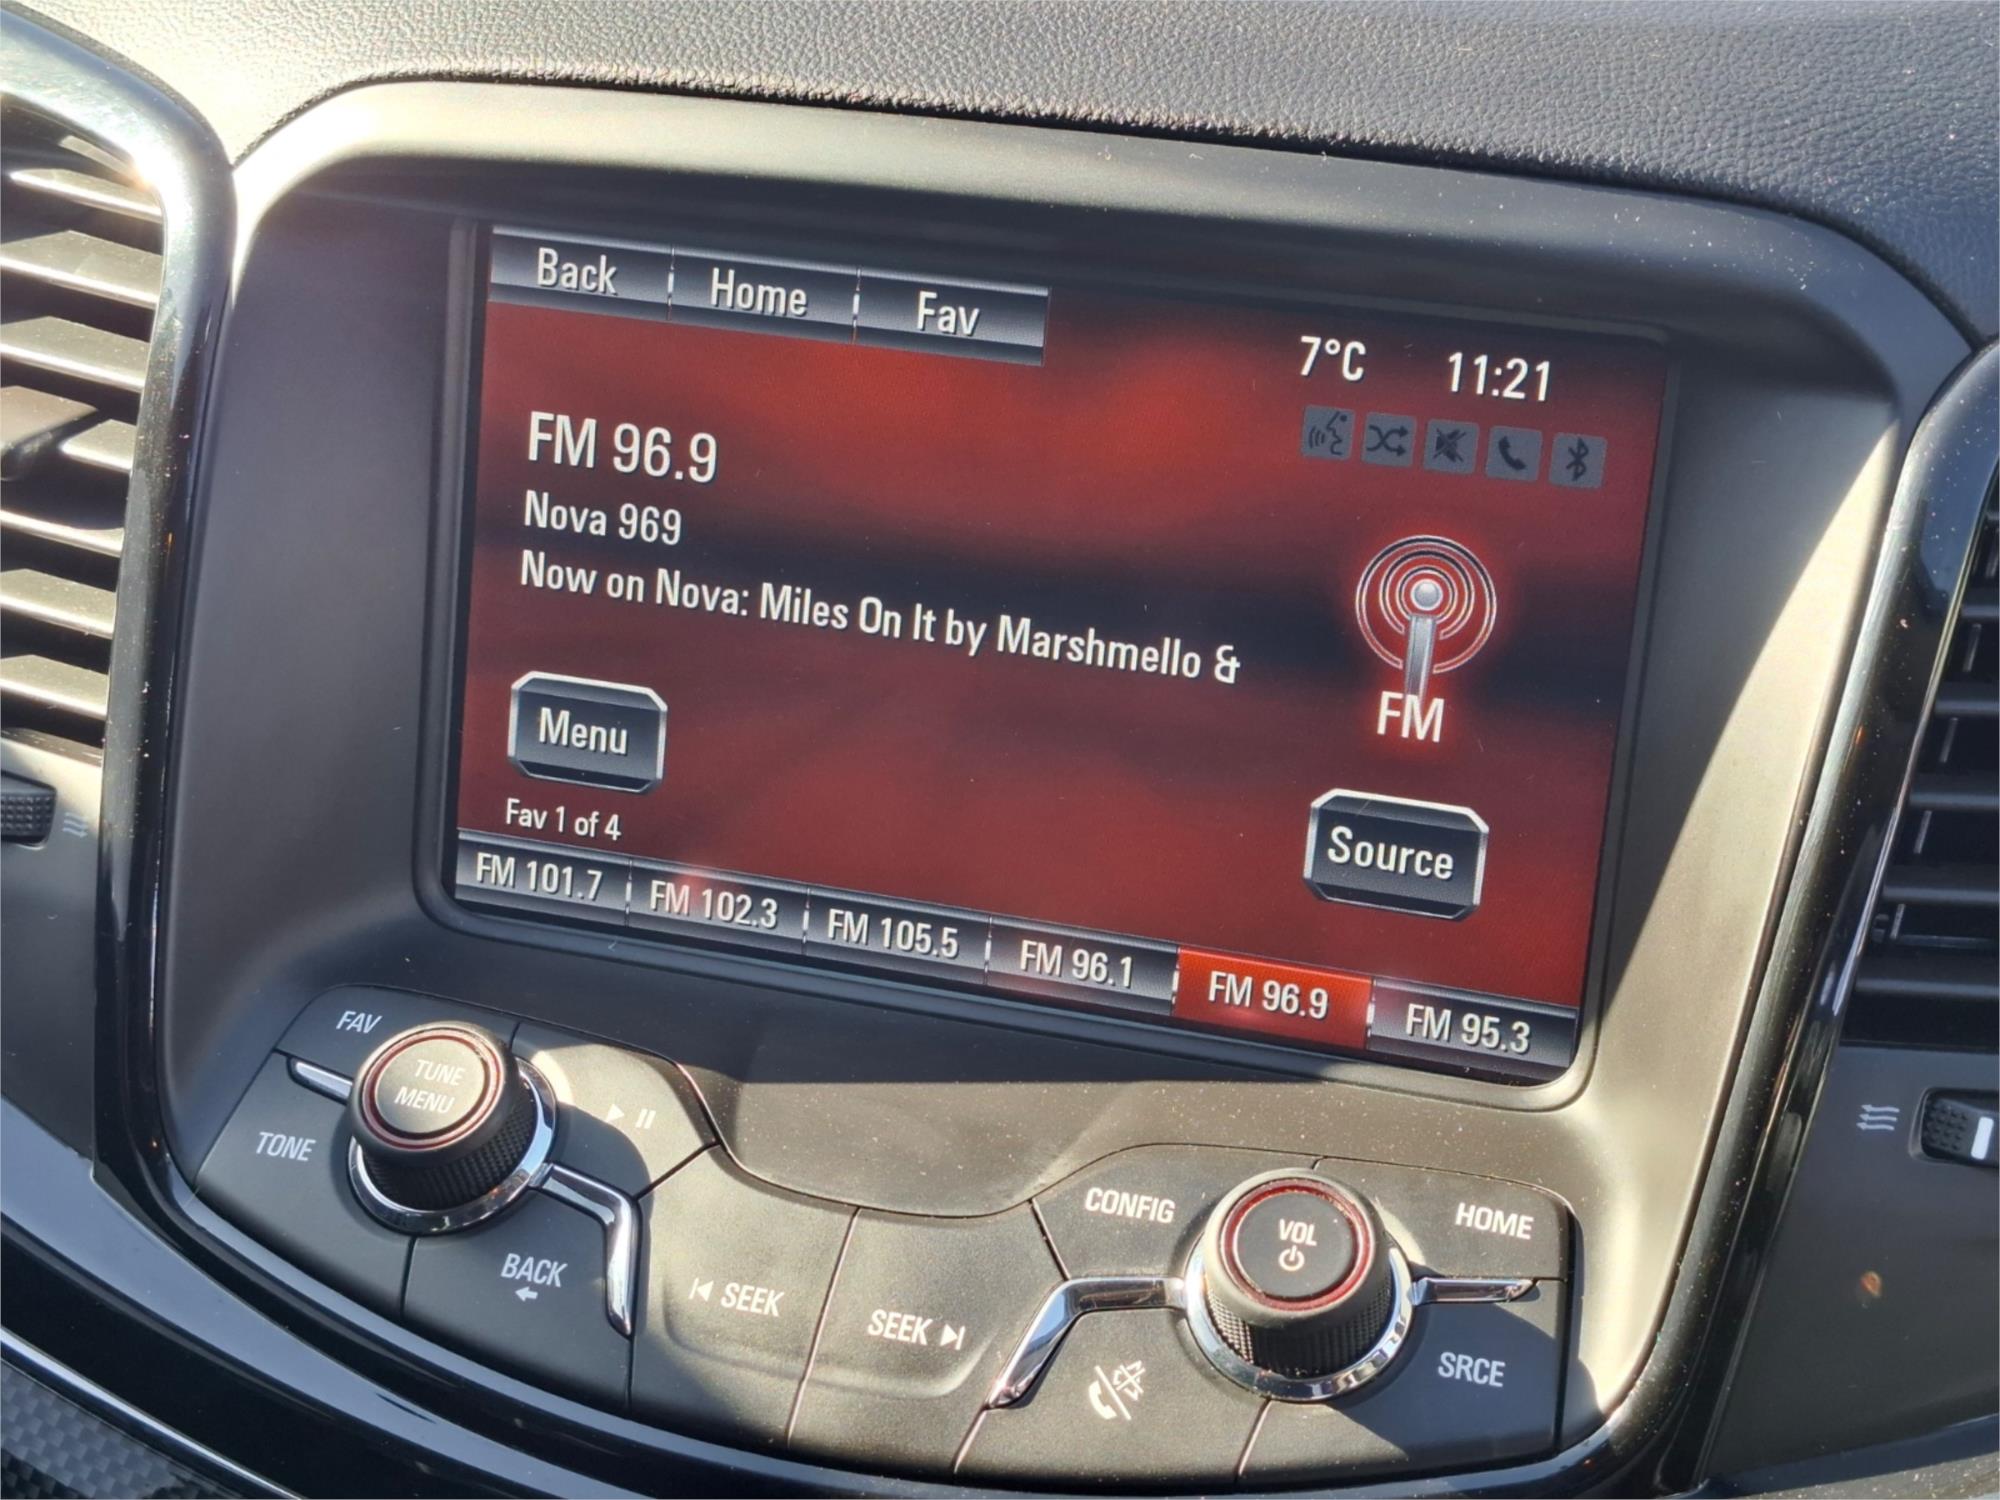 Back Home Fav
7°C 11:21
FM 96.9
Nova 969
Now on Nova: Miles On It by Marshmello &
FM
Menu
Source
Fav 1 of 4
FM 101.7 FM 102.3 FM 105.5 FM 96.1 FM 96.9 FM 95.3
FAV
TUNE
MENU
TONE
BACK
SEEK
SEEK
CONFIG
VOL
HOME
SRCE